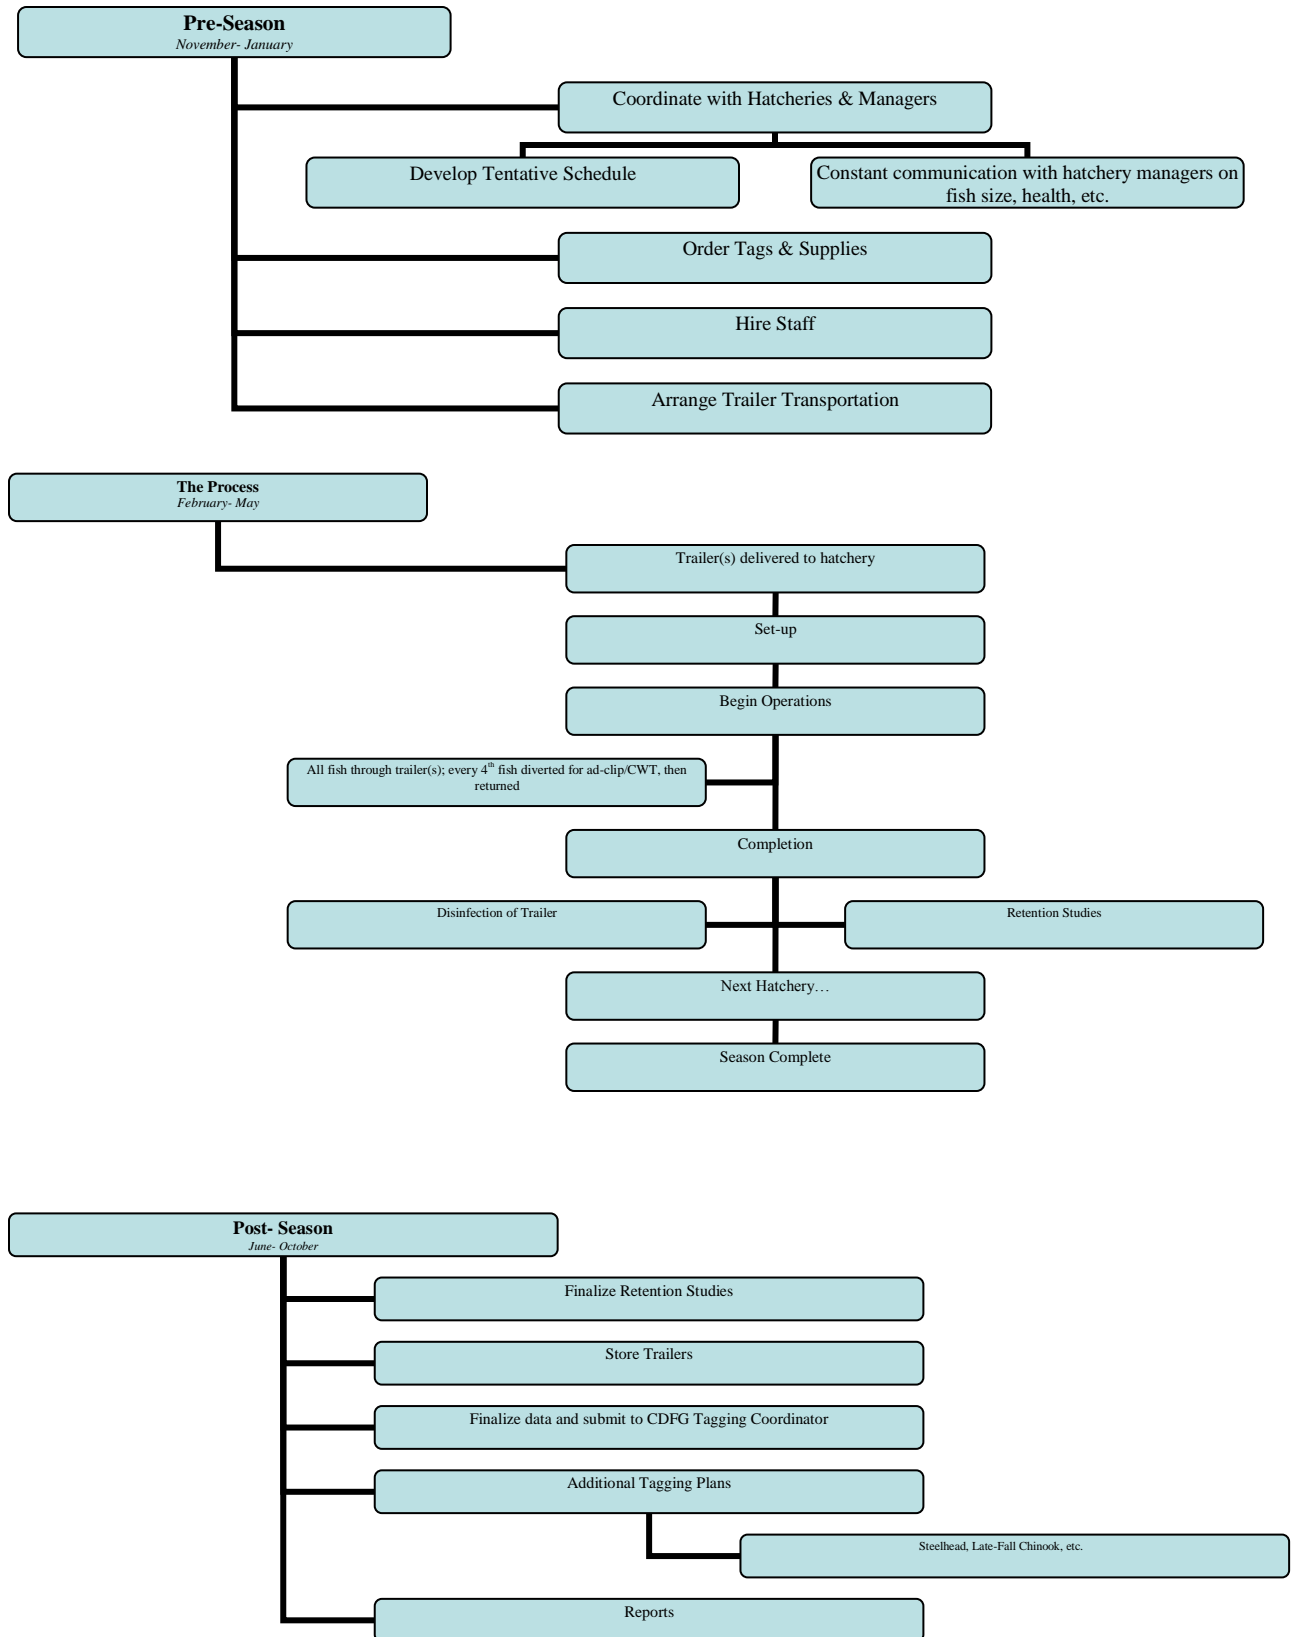 Pre-Season
November- January
Coordinate with Hatcheries & Managers
Develop Tentative Schedule
Constant communication with hatchery managers on
fish size, health, etc.
Order Tags & Supplies
Hire Staff
Arrange Trailer Transportation
The Process
February- May
Trailer(s) delivered to hatchery
Set-up
Begin Operations
All fish through trailer(s); every 4th fish diverted for ad-clip/CWT, then
returned
Completion
Disinfection of Trailer
Retention Studies
Next Hatchery…
Season Complete
Post- Season
June- October
Finalize Retention Studies
Store Trailers
Finalize data and submit to CDFG Tagging Coordinator
Additional Tagging Plans
Steelhead, Late-Fall Chinook, etc.
Reports